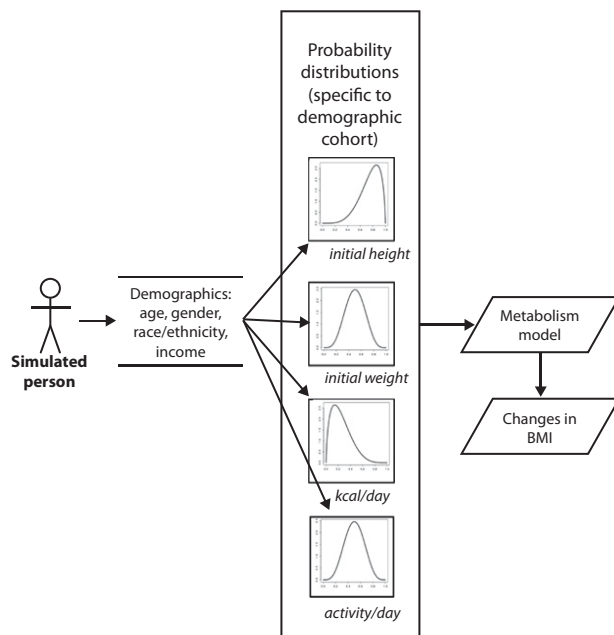 Probability
distributions
(specific to
demographic
cohort)
initial height
Simulated
person
Demographics:
age, gender,
race/ethnicity,
income
initial weight
kcal/day
activity/day
Metabolism
model
Changes in
BMI